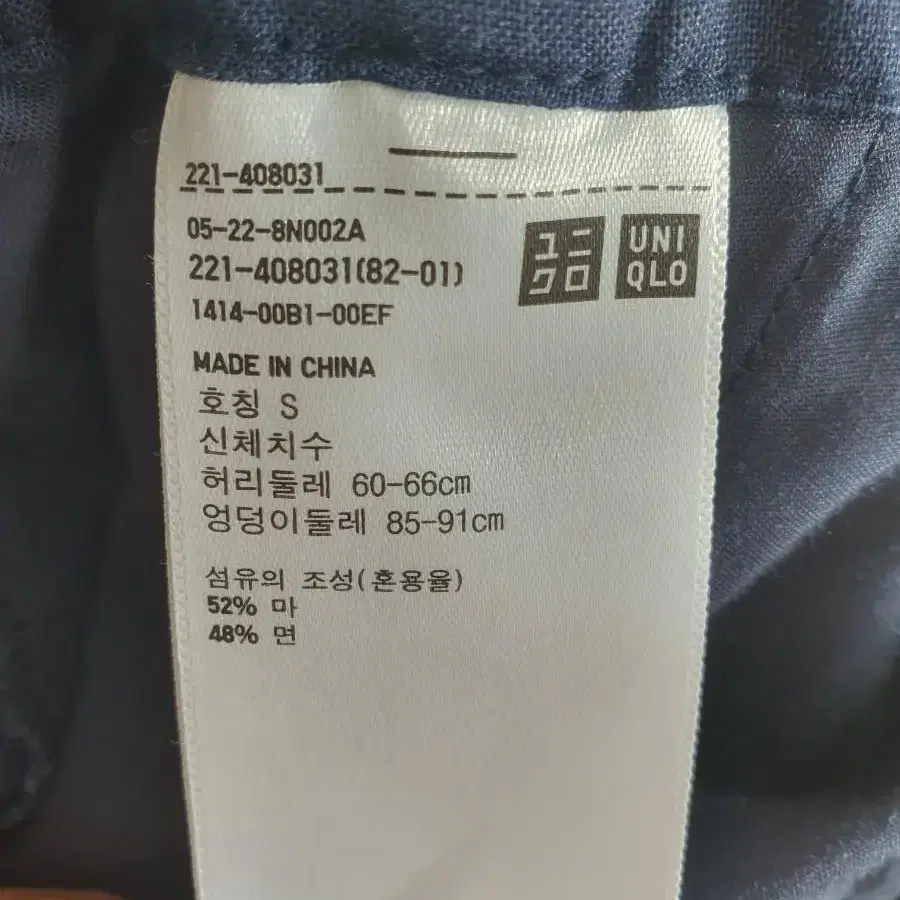 221-408031
05-22-8N002A
221-408031(82-01)
1414-00B1-00EF
ユニ
クロ
UNI
QLO
MADE IN CHINA
호칭 S
신체치수
허리둘레 60-66cm
엉덩이둘레 85-91cm
섬유의 조성(혼용율)
52% 마
48% 면